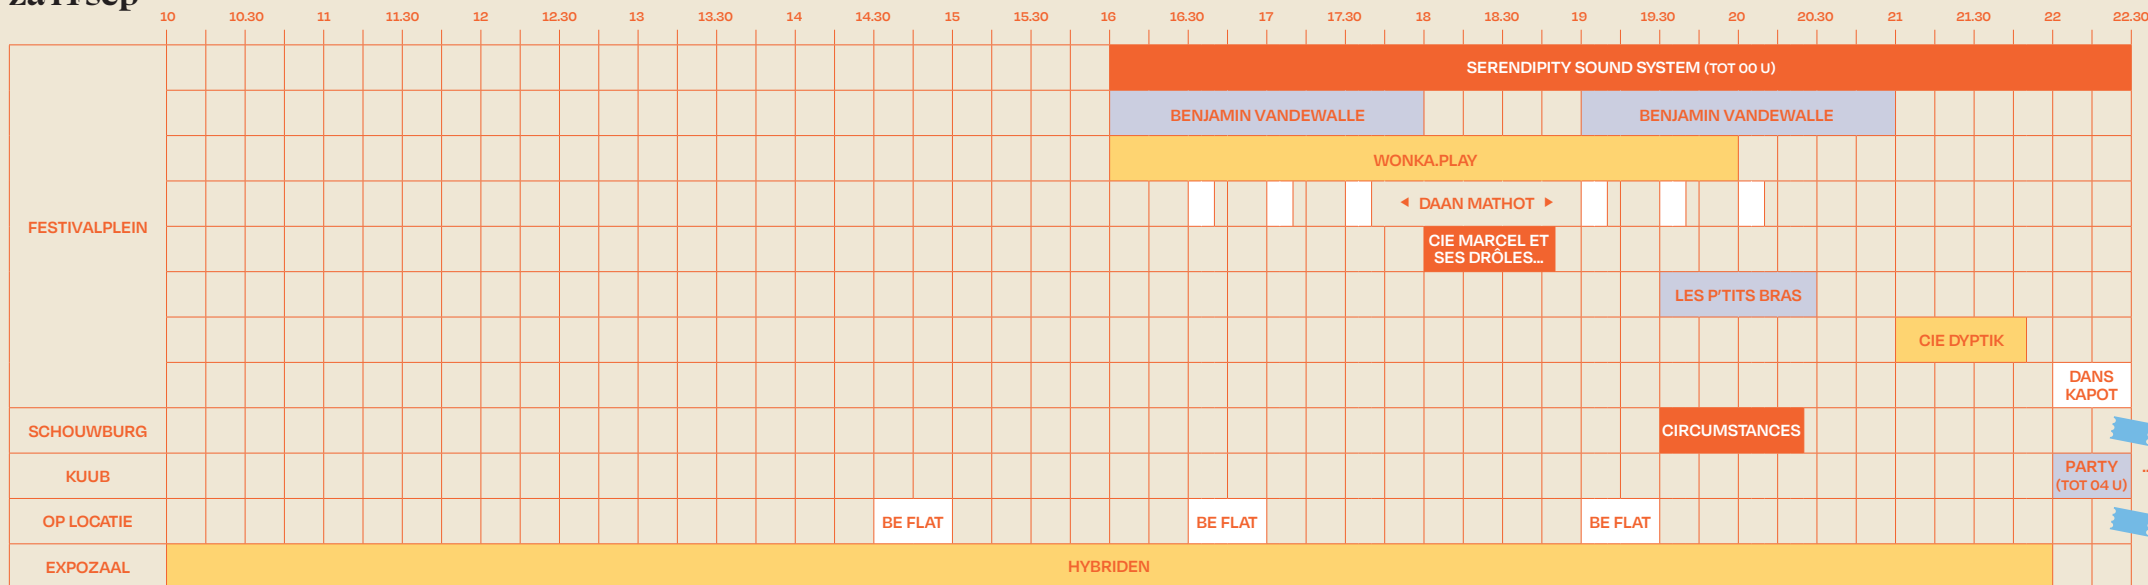 za 11 sep
10 10.30 11 11.30 12 12.30 13 13.30 14 14.30 15 15.30 16 16.30 17 17.30 18 18.30 19 19.30 20 20.30 21 21.30 22 22.30
FESTIVALPLEIN
SERENDIPITY SOUND SYSTEM (TOT 00 U)
BENJAMIN VANDEWALLE BENJAMIN VANDEWALLE
WONKA.PLAY
◄ DAAN MATHOT ►
CIE MARCEL ET
SES DRÔLES...
LES P'TITS BRAS
CIE DYPTIK
DANS
KAPOT
SCHOUWBURG CIRCUMSTANCES
KUUB PARTY
(TOT 04 U)
OP LOCATIE BE FLAT BE FLAT BE FLAT
EXPOZAAL HYBRIDEN